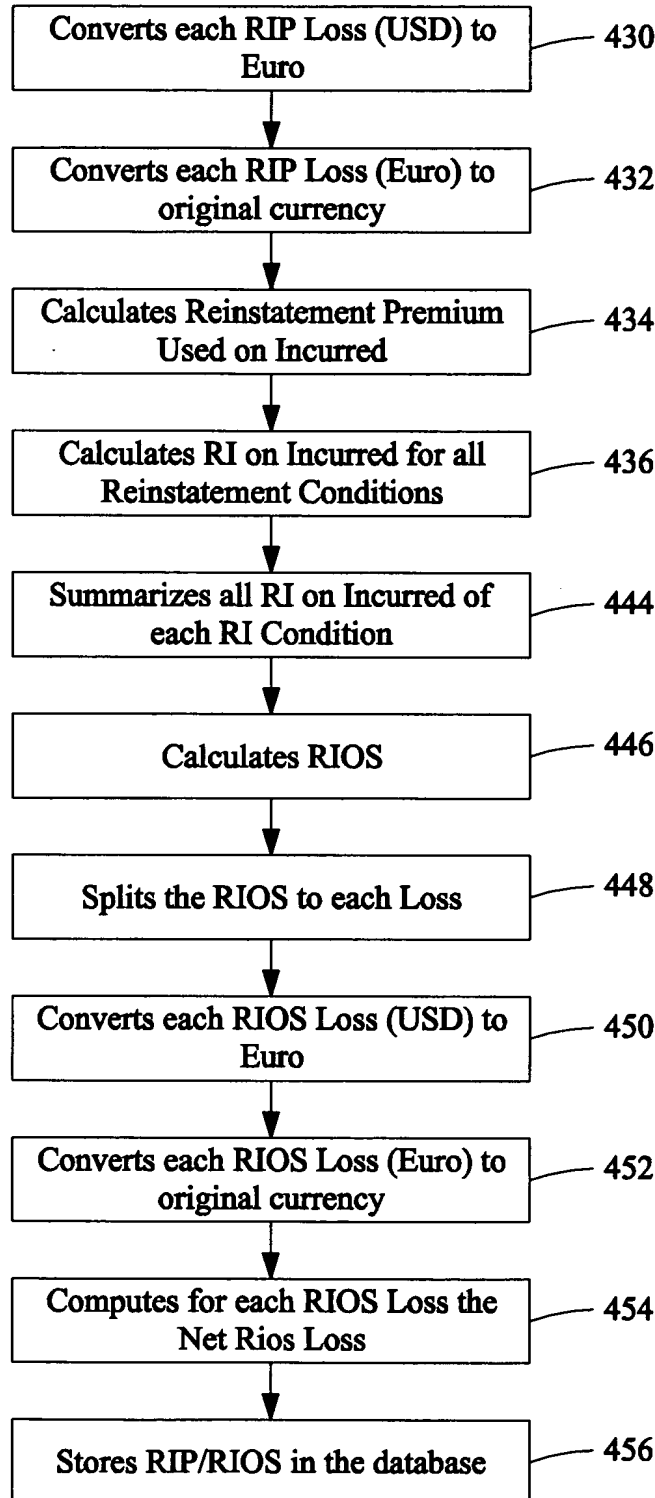 Converts each RIP Loss (USD) to
Euro
430
Converts each RIP Loss (Euro) to
original currency
432
Calculates Reinstatement Premium
Used on Incurred
434
Calculates RI on Incurred for all
Reinstatement Conditions
436
Summarizes all RI on Incurred of
each RI Condition
444
Calculates RIOS
446
Splits the RIOS to each Loss
448
Converts each RIOS Loss (USD) to
Euro
450
Converts each RIOS Loss (Euro) to
original currency
452
Computes for each RIOS Loss the
Net Rios Loss
454
Stores RIP/RIOS in the database
456